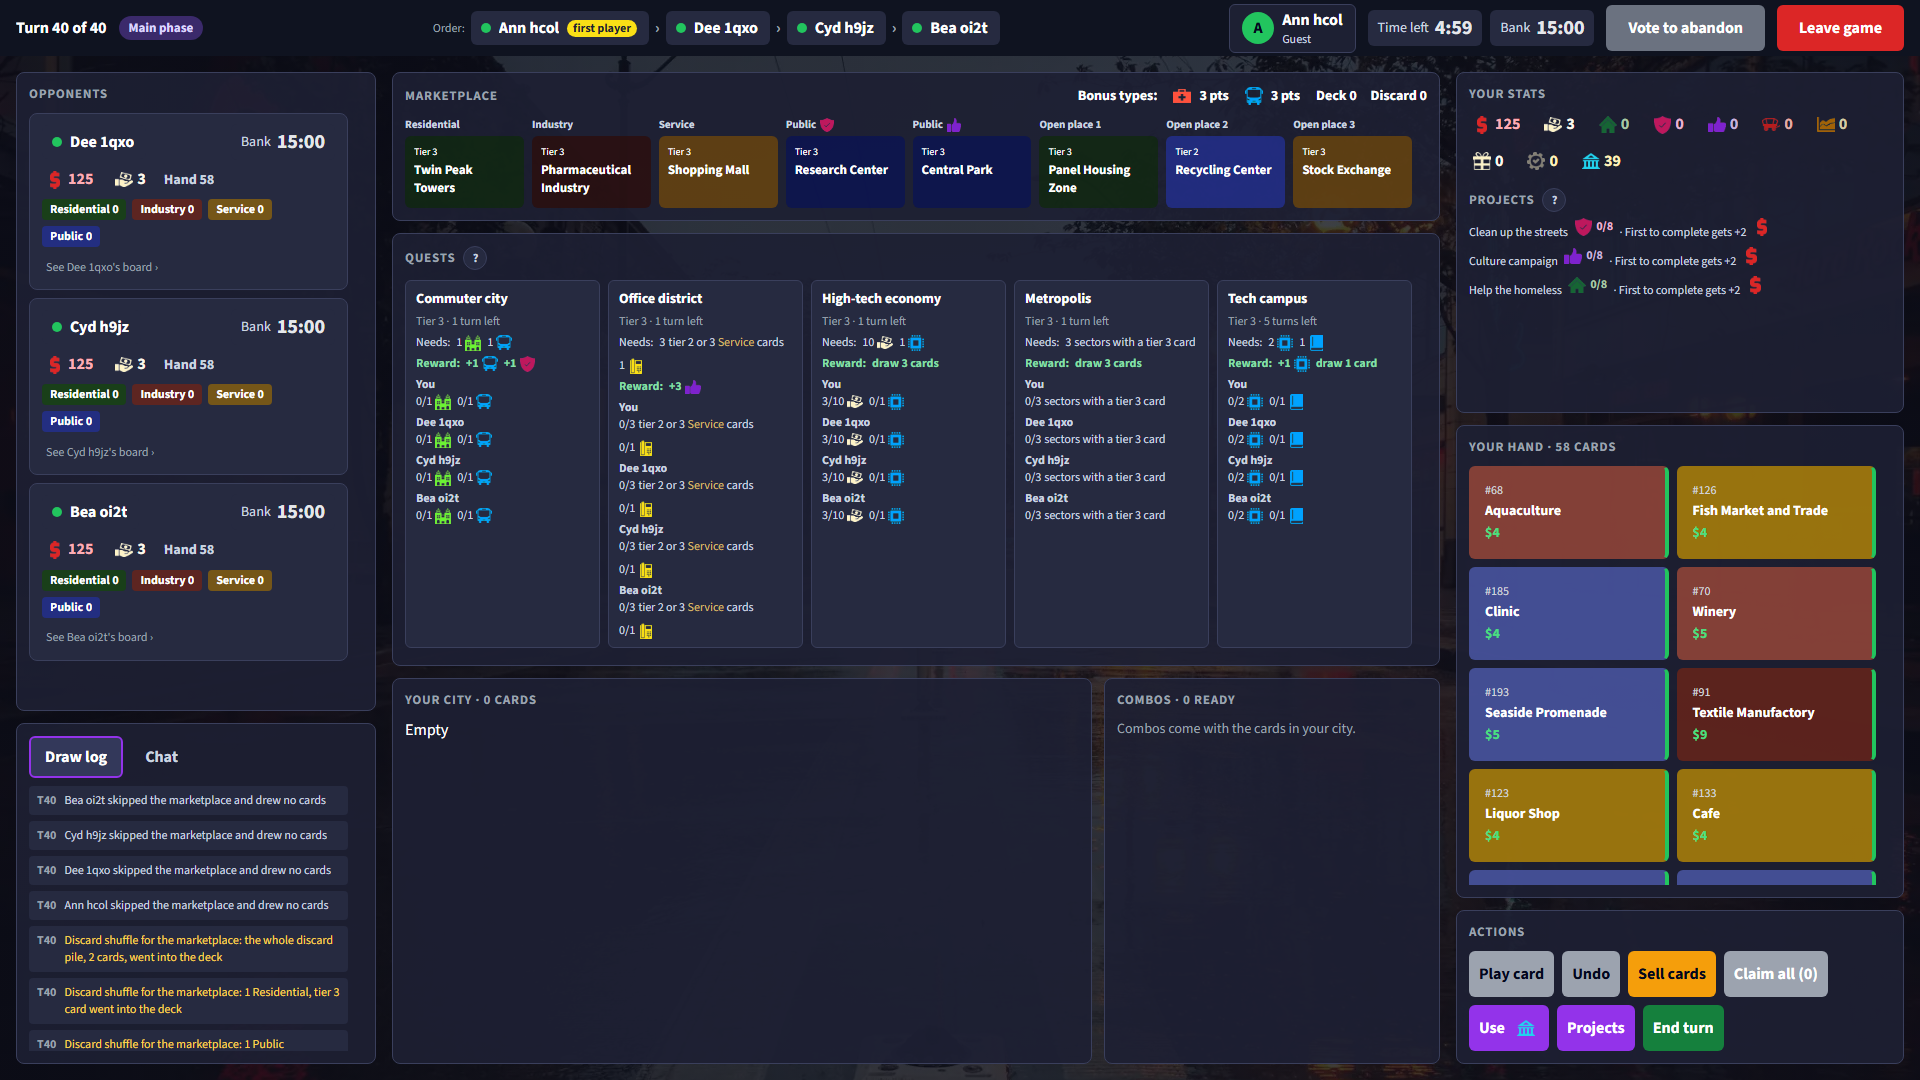 Turn 40 of 40 Main phase
Order: Ann hcol first player › Dee 1qxo › Cyd h9jz › Bea oi2t
A Ann hcol
Guest
Time left 4:59 Bank 15:00 Vote to abandon Leave game
OPPONENTS
Dee 1qxo Bank 15:00
125 3 Hand 58
Residential 0 Industry 0 Service 0
Public 0
See Dee 1qxo's board ›
Cyd h9jz Bank 15:00
125 3 Hand 58
Residential 0 Industry 0 Service 0
Public 0
See Cyd h9jz's board ›
Bea oi2t Bank 15:00
125 3 Hand 58
Residential 0 Industry 0 Service 0
Public 0
See Bea oi2t's board ›
Draw log Chat
T40 Bea oi2t skipped the marketplace and drew no cards
T40 Cyd h9jz skipped the marketplace and drew no cards
T40 Dee 1qxo skipped the marketplace and drew no cards
T40 Ann hcol skipped the marketplace and drew no cards
T40 Discard shuffle for the marketplace: the whole discard
pile, 2 cards, went into the deck
T40 Discard shuffle for the marketplace: 1 Residential, tier 3
card went into the deck
T40 Discard shuffle for the marketplace: 1 Public
MARKETPLACE
Bonus types: 3 pts 3 pts Deck 0 Discard 0
Residential
Tier 3
Twin Peak
Towers
Industry
Tier 3
Pharmaceutical
Industry
Service
Tier 3
Shopping Mall
Public
Tier 3
Research Center
Public
Tier 3
Central Park
Open place 1
Tier 3
Panel Housing
Zone
Open place 2
Tier 2
Recycling Center
Open place 3
Tier 3
Stock Exchange
QUESTS ?
Commuter city
Tier 3 · 1 turn left
Needs: 1 1
Reward: +1 +1
You
0/1 0/1
Dee 1qxo
0/1 0/1
Cyd h9jz
0/1 0/1
Bea oi2t
0/1 0/1
Office district
Tier 3 · 1 turn left
Needs: 3 tier 2 or 3 Service cards
1
Reward: +3
You
0/3 tier 2 or 3 Service cards
0/1
Dee 1qxo
0/3 tier 2 or 3 Service cards
0/1
Cyd h9jz
0/3 tier 2 or 3 Service cards
0/1
Bea oi2t
0/3 tier 2 or 3 Service cards
0/1
High-tech economy
Tier 3 · 1 turn left
Needs: 10 1
Reward: draw 3 cards
You
3/10 0/1
Dee 1qxo
3/10 0/1
Cyd h9jz
3/10 0/1
Bea oi2t
3/10 0/1
Metropolis
Tier 3 · 1 turn left
Needs: 3 sectors with a tier 3 card
Reward: draw 3 cards
You
0/3 sectors with a tier 3 card
Dee 1qxo
0/3 sectors with a tier 3 card
Cyd h9jz
0/3 sectors with a tier 3 card
Bea oi2t
0/3 sectors with a tier 3 card
Tech campus
Tier 3 · 5 turns left
Needs: 2 1
Reward: +1 draw 1 card
You
0/2 0/1
Dee 1qxo
0/2 0/1
Cyd h9jz
0/2 0/1
Bea oi2t
0/2 0/1
YOUR CITY · 0 CARDS
Empty
COMBOS · 0 READY
Combos come with the cards in your city.
YOUR STATS
125 3 0 0 0 0 0
0 0 39
PROJECTS ?
Clean up the streets 0/8 · First to complete gets +2
Culture campaign 0/8 · First to complete gets +2
Help the homeless 0/8 · First to complete gets +2
YOUR HAND · 58 CARDS
#68
Aquaculture
$4
#126
Fish Market and Trade
$4
#185
Clinic
$4
#70
Winery
$5
#193
Seaside Promenade
$5
#91
Textile Manufactory
$9
#123
Liquor Shop
$4
#133
Cafe
$4
ACTIONS
Play card Undo Sell cards Claim all (0)
Use Projects End turn